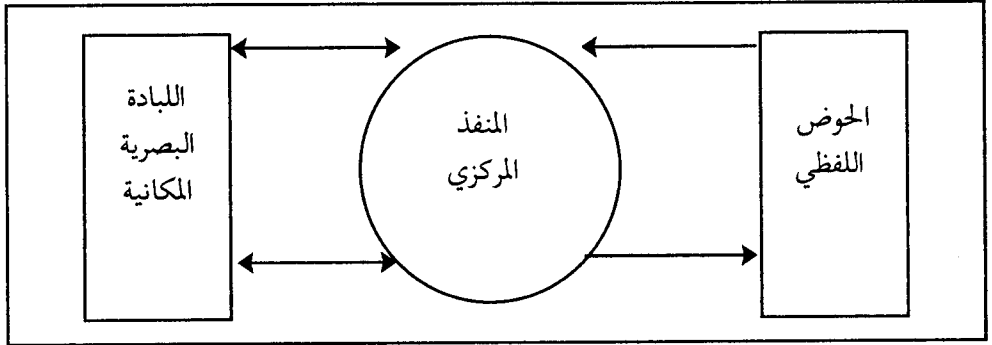 الحوض
اللفظي
المنفذ
المركزي
اللبادة
البصرية
المكانية